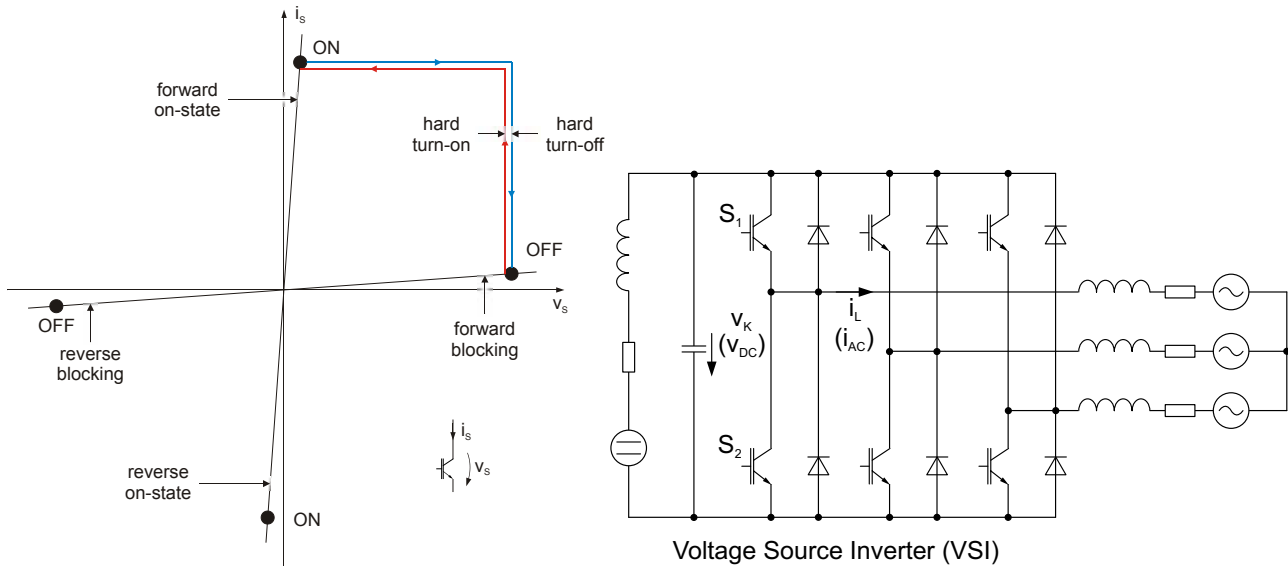 i_S
ON
forward
on-state
hard
turn-on
hard
turn-off
OFF
v_S
OFF
reverse
blocking
forward
blocking
i_S
v_S
reverse
on-state
ON
S_1
v_K
(v_DC)
i_L
(i_AC)
S_2
Voltage Source Inverter (VSI)